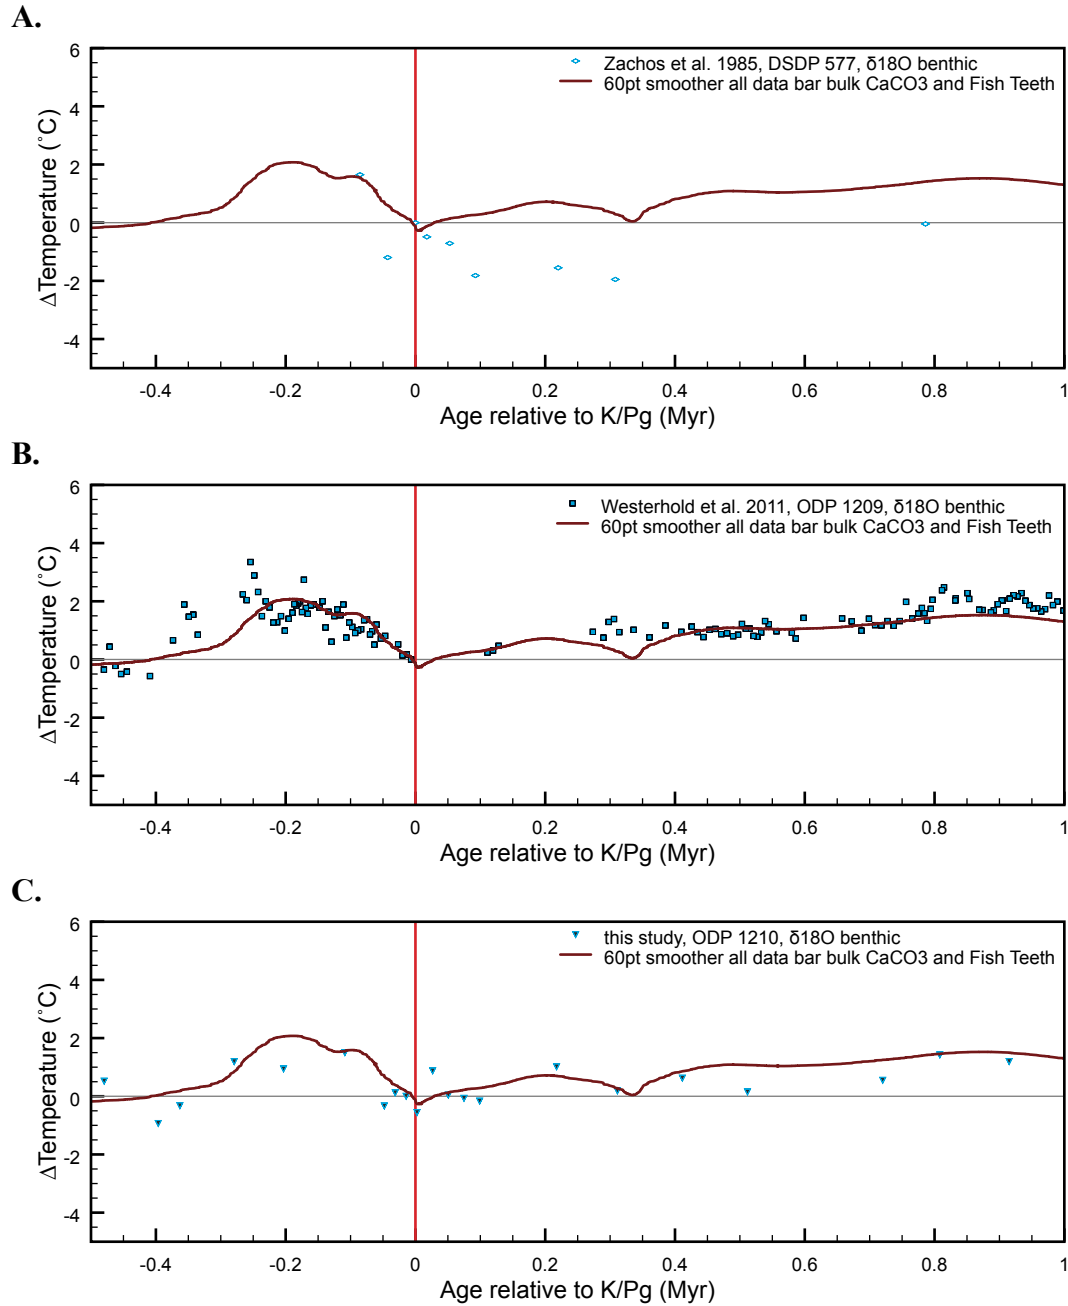 A.
6
4
2
0
-2
-4
ΔTemperature (˚C)
Zachos et al. 1985, DSDP 577, δ18O benthic
60pt smoother all data bar bulk CaCO3 and Fish Teeth
-0.4 -0.2 0 0.2 0.4 0.6 0.8 1
Age relative to K/Pg (Myr)
B.
6
4
2
0
-2
-4
ΔTemperature (˚C)
Westerhold et al. 2011, ODP 1209, δ18O benthic
60pt smoother all data bar bulk CaCO3 and Fish Teeth
-0.4 -0.2 0 0.2 0.4 0.6 0.8 1
Age relative to K/Pg (Myr)
C.
6
4
2
0
-2
-4
ΔTemperature (˚C)
this study, ODP 1210, δ18O benthic
60pt smoother all data bar bulk CaCO3 and Fish Teeth
-0.4 -0.2 0 0.2 0.4 0.6 0.8 1
Age relative to K/Pg (Myr)